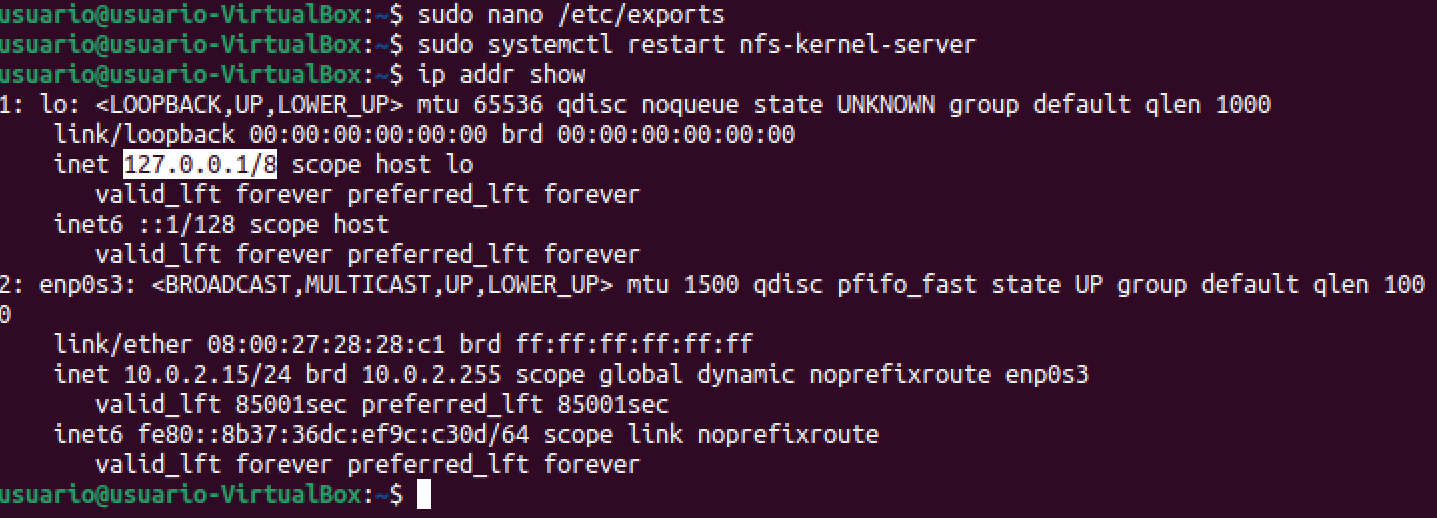 usuario@usuario-VirtualBox:~$ sudo nano /etc/exports
usuario@usuario-VirtualBox:~$ sudo systemctl restart nfs-kernel-server
usuario@usuario-VirtualBox:~$ ip addr show
1: lo: <LOOPBACK,UP,LOWER_UP> mtu 65536 qdisc noqueue state UNKNOWN group default qlen 1000
    link/loopback 00:00:00:00:00:00 brd 00:00:00:00:00:00
    inet 127.0.0.1/8 scope host lo
       valid_lft forever preferred_lft forever
    inet6 ::1/128 scope host
       valid_lft forever preferred_lft forever
2: enp0s3: <BROADCAST,MULTICAST,UP,LOWER_UP> mtu 1500 qdisc pfifo_fast state UP group default qlen 100
0
    link/ether 08:00:27:28:28:c1 brd ff:ff:ff:ff:ff:ff
    inet 10.0.2.15/24 brd 10.0.2.255 scope global dynamic noprefixroute enp0s3
       valid_lft 85001sec preferred_lft 85001sec
    inet6 fe80::8b37:36dc:ef9c:c30d/64 scope link noprefixroute
       valid_lft forever preferred_lft forever
usuario@usuario-VirtualBox:~$